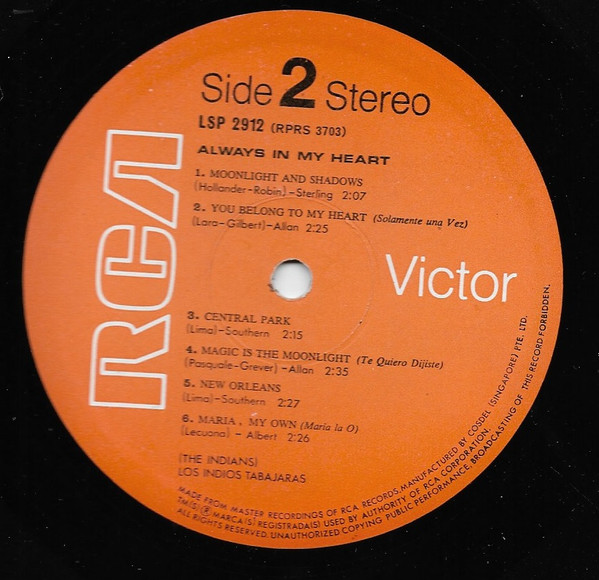 Side 2 Stereo
LSP 2912 (RPRS 3703)
ALWAYS IN MY HEART
1. MOONLIGHT AND SHADOWS
(Hollander-Robin)-Sterling 2:07
2. YOU BELONG TO MY HEART (Solamente una Vez)
(Lara-Gilbert)-Allan 2:25
RCA
Victor
3. CENTRAL PARK
(Lima)-Southern 2:15
4. MAGIC IS THE MOONLIGHT (Te Quiero Dijiste)
(Pasquale-Grever)-Allan 2:35
5. NEW ORLEANS
(Lima)-Southern 2:27
6. MARIA, MY OWN (Maria la O)
(Lecuona)-Albert 2:26
(THE INDIANS)
LOS INDIOS TABAJARAS
MADE FROM MASTER RECORDINGS OF RCA RECORDS. MANUFACTURED BY COSDEL (SINGAPORE) PTE. LTD.
TM(S)® MARCA(S) REGISTRADA(S) USED BY AUTHORITY OF RCA CORPORATION.
ALL RIGHTS RESERVED. UNAUTHORIZED COPYING PUBLIC PERFORMANCE, BROADCASTING OF THIS RECORD FORBIDDEN.